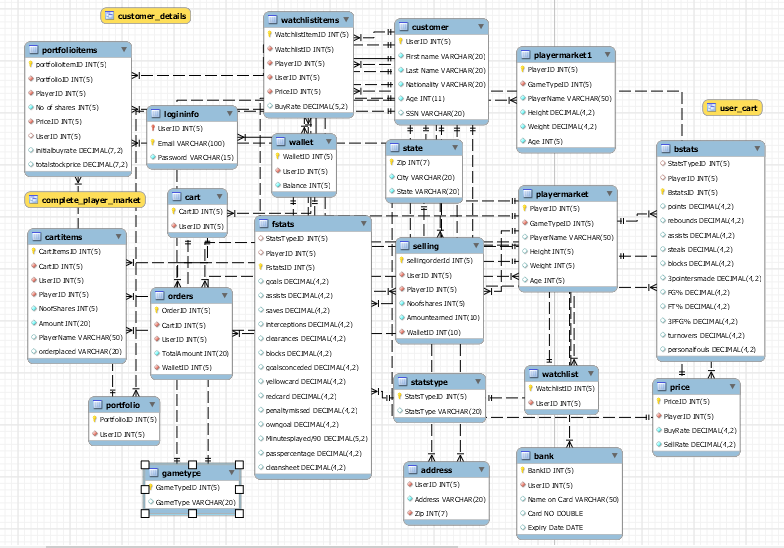 customer_details
portfolioitems
portfolioitemID INT(5)
PortfolioID INT(5)
PlayerID INT(5)
No of shares INT(5)
PriceID INT(5)
UserID INT(5)
initialbuyrate DECIMAL(7,2)
totalstockprice DECIMAL(7,2)
complete_player_market
cartitems
CartItemsID INT(5)
CartID INT(5)
UserID INT(5)
PlayerID INT(5)
NoofShares INT(5)
Amount INT(20)
PlayerName VARCHAR(50)
orderplaced VARCHAR(20)
portfolio
PortfolioID INT(5)
UserID INT(5)
logininfo
UserID INT(5)
Email VARCHAR(100)
Password VARCHAR(15)
cart
CartID INT(5)
UserID INT(5)
orders
OrderID INT(5)
CartID INT(5)
UserID INT(5)
TotalAmount INT(20)
WalletID INT(5)
gametype
GameTypeID INT(5)
GameType VARCHAR(20)
watchlistitems
WatchlistItemID INT(5)
WatchlistID INT(5)
PlayerID INT(5)
UserID INT(5)
PriceID INT(5)
BuyRate DECIMAL(5,2)
wallet
WalletID INT(5)
UserID INT(5)
Balance INT(5)
fstats
StatsTypeID INT(5)
PlayerID INT(5)
FstatsID INT(5)
goals DECIMAL(4,2)
assists DECIMAL(4,2)
saves DECIMAL(4,2)
interceptions DECIMAL(4,2)
clearances DECIMAL(4,2)
blocks DECIMAL(4,2)
goalsconceded DECIMAL(4,2)
yellowcard DECIMAL(4,2)
redcard DECIMAL(4,2)
penaltymissed DECIMAL(4,2)
owngoal DECIMAL(4,2)
Minutesplayed/90 DECIMAL(5,2)
passpercentage DECIMAL(4,2)
cleansheet DECIMAL(4,2)
customer
UserID INT(5)
First name VARCHAR(20)
Last Name VARCHAR(20)
Nationality VARCHAR(20)
Age INT(11)
SSN VARCHAR(20)
state
Zip INT(7)
City VARCHAR(20)
State VARCHAR(20)
selling
sellingorderId INT(5)
UserID INT(5)
PlayerID INT(5)
Noofshares INT(5)
Amountearned INT(10)
WalletID INT(10)
statstype
StatsTypeID INT(5)
StatsType VARCHAR(20)
address
UserID INT(5)
Address VARCHAR(20)
Zip INT(7)
playermarket1
PlayerID INT(5)
GameTypeID INT(5)
PlayerName VARCHAR(50)
Height DECIMAL(4,2)
Weight DECIMAL(4,2)
Age INT(5)
playermarket
PlayerID INT(5)
GameTypeID INT(5)
PlayerName VARCHAR(50)
Height INT(5)
Weight INT(5)
Age INT(5)
watchlist
WatchlistID INT(5)
UserID INT(5)
bank
BankID INT(5)
UserID INT(5)
Name on Card VARCHAR(50)
Card NO DOUBLE
Expiry Date DATE
user_cart
bstats
StatsTypeID INT(5)
PlayerID INT(5)
BstatsID INT(5)
points DECIMAL(4,2)
rebounds DECIMAL(4,2)
assists DECIMAL(4,2)
steals DECIMAL(4,2)
blocks DECIMAL(4,2)
3pointersmade DECIMAL(4,2)
FG% DECIMAL(4,2)
FT% DECIMAL(4,2)
3PFG% DECIMAL(4,2)
turnovers DECIMAL(4,2)
personalfouls DECIMAL(4,2)
price
PriceID INT(5)
PlayerID INT(5)
BuyRate DECIMAL(4,2)
SellRate DECIMAL(4,2)